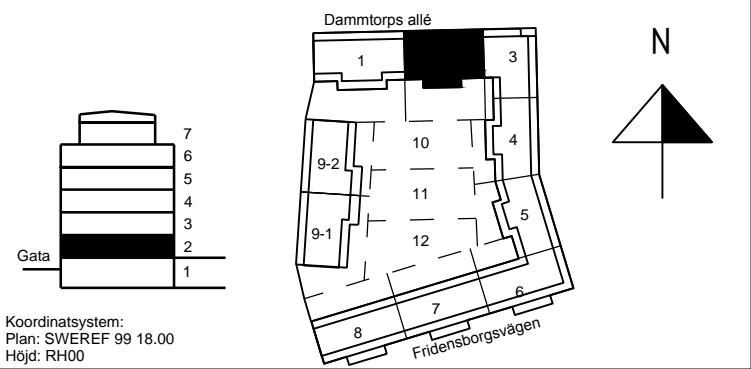 Dammtorps allé
1
3
N
7
6
5
4
3
2
1
Gata
10
4
9-2
11
5
9-1
12
6
7
8
Fridensborgsvägen
Koordinatsystem:
Plan: SWEREF 99 18.00
Höjd: RH00